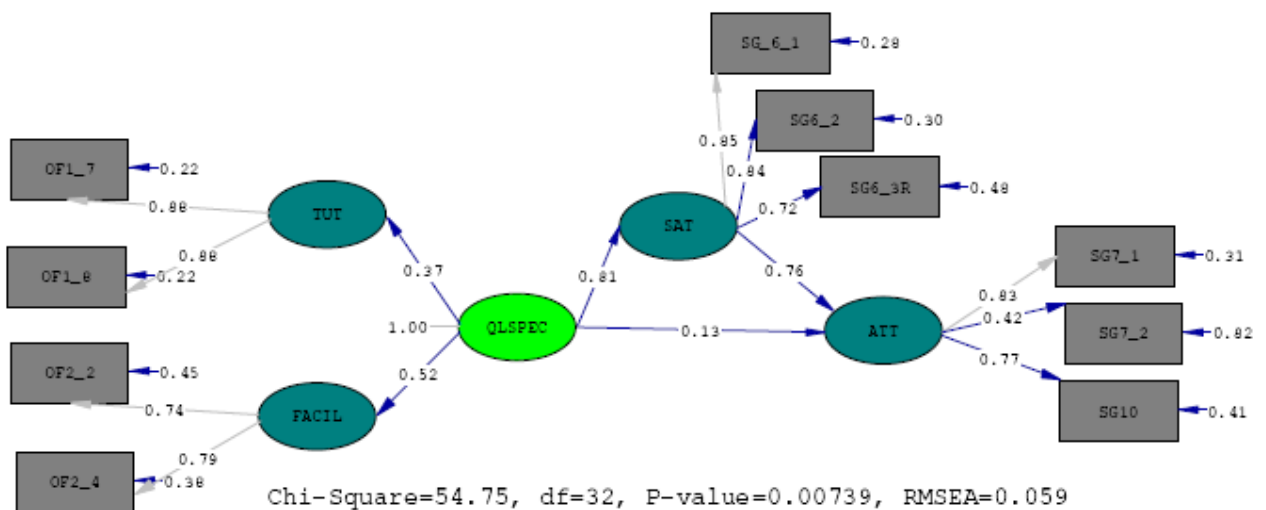 SG_6_1
0.28
SG6_2
0.30
0.85
OF1_7
0.22
0.84
SG6_3R
0.48
0.88
TUT
0.72
SAT
OF1_8
0.22
0.88
0.37
0.81
0.76
SG7_1
0.31
0.83
1.00
QLSPEC
0.13
ATT
0.42
SG7_2
0.82
OF2_2
0.45
0.52
0.77
0.74
FACIL
SG10
0.41
0.79
OF2_4
0.38
Chi-Square=54.75, df=32, P-value=0.00739, RMSEA=0.059